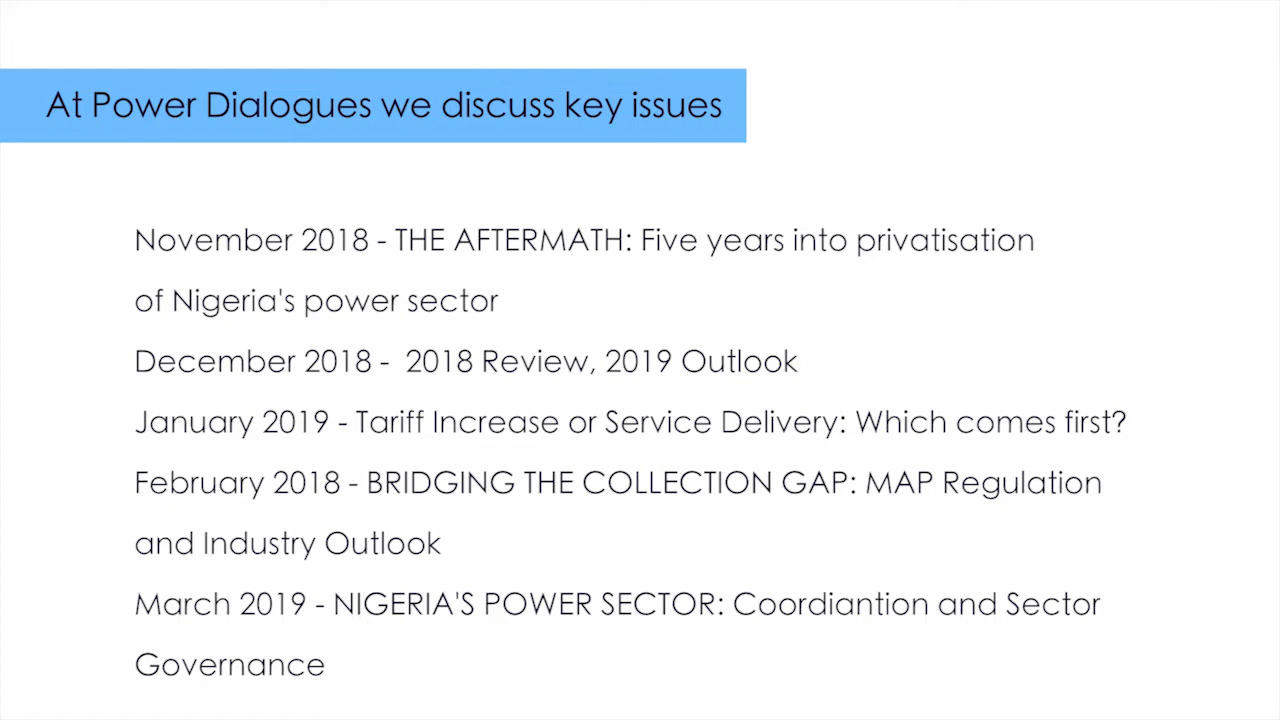 At Power Dialogues we discuss key issues
November 2018 - THE AFTERMATH: Five years into privatisation
of Nigeria's power sector
December 2018 -  2018 Review, 2019 Outlook
January 2019 - Tariff Increase or Service Delivery: Which comes first?
February 2018 - BRIDGING THE COLLECTION GAP: MAP Regulation
and Industry Outlook
March 2019 - NIGERIA'S POWER SECTOR: Coordiantion and Sector
Governance